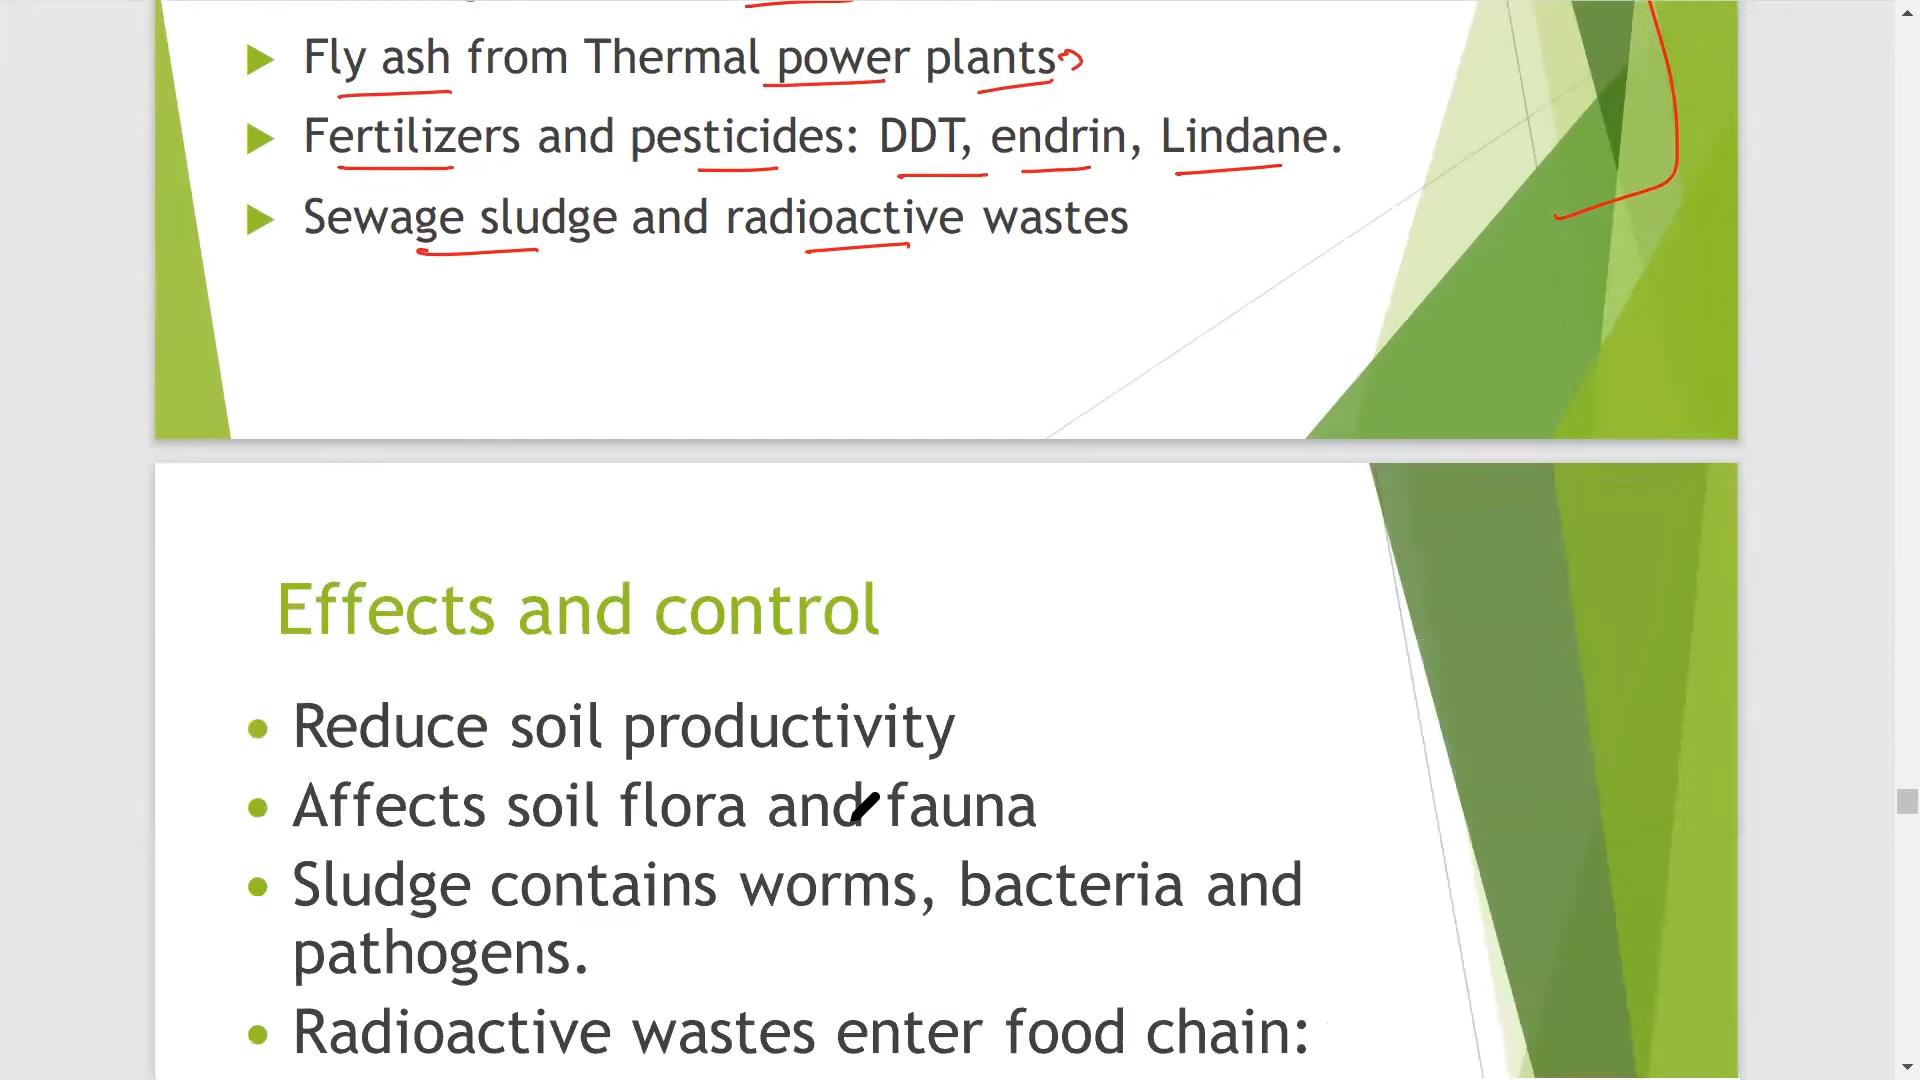 Fly ash from Thermal power plants
Fertilizers and pesticides: DDT, endrin, Lindane.
Sewage sludge and radioactive wastes
Effects and control
Reduce soil productivity
Affects soil flora and fauna
Sludge contains worms, bacteria and
pathogens.
Radioactive wastes enter food chain: